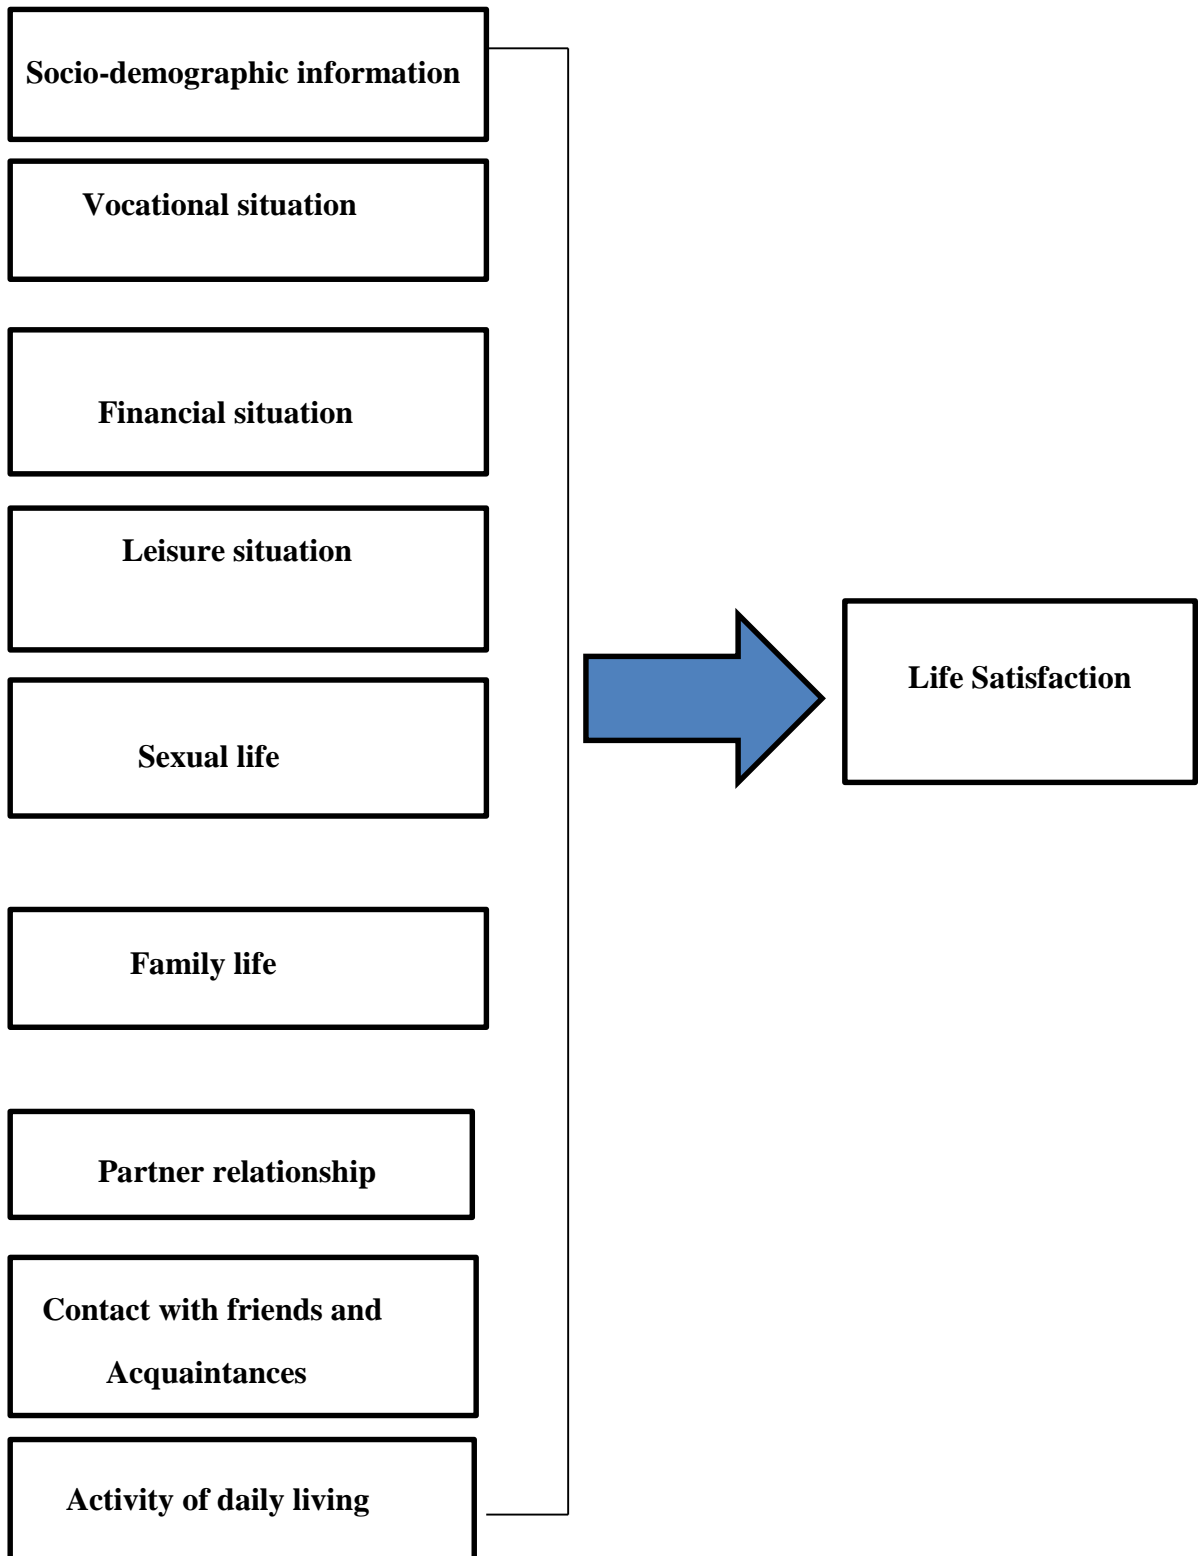 Socio-demographic information
Vocational situation
Financial situation
Leisure situation
Life Satisfaction
Sexual life
Family life
Partner relationship
Contact with friends and
Acquaintances
Activity of daily living